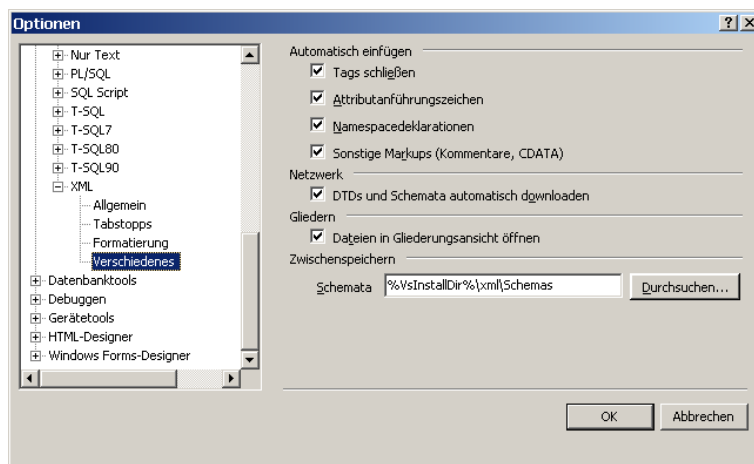 Optionen
Nur Text
PL/SQL
SQL Script
T-SQL
T-SQL7
T-SQL80
T-SQL90
XML
Allgemein
Tabstopps
Formatierung
Verschiedenes
Datenbanktools
Debuggen
Gerätetools
HTML-Designer
Windows Forms-Designer
Automatisch einfügen
Tags schließen
Attributanführungszeichen
Namespacedeklarationen
Sonstige Markups (Kommentare, CDATA)
Netzwerk
DTDs und Schemata automatisch downloaden
Gliedern
Dateien in Gliederungsansicht öffnen
Zwischenspeichern
Schemata %VsInstallDir%\xml\Schemas Durchsuchen...
OK Abbrechen